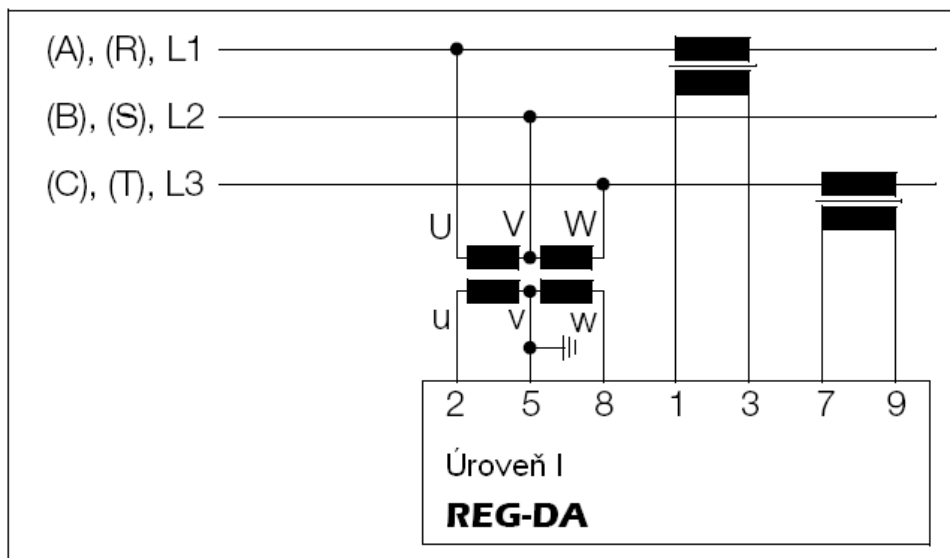 (A), (R), L1
(B), (S), L2
(C), (T), L3
U V W
u v w
2 5 8 1 3 7 9
Úroveň I
REG-DA